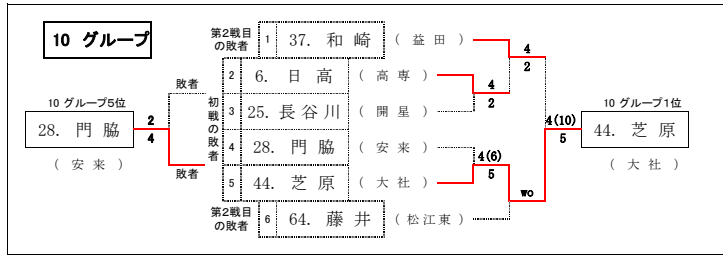 10 グループ
第2戦目
の敗者
1 37. 和 崎 ( 益 田 )
2 6. 日 高 ( 高 専 )
3 25. 長 谷 川 ( 開 星 )
4 28. 門 脇 ( 安 来 )
5 44. 芝 原 ( 大 社 )
第2戦目
の敗者
6 64. 藤 井 ( 松 江 東 )
初戦の敗者
敗者
敗者
10 グループ5位
28. 門 脇
( 安 来 )
2
4
4
2
4
2
4(6)
5
wo
4(10)
5
10 グループ1位
44. 芝 原
( 大 社 )